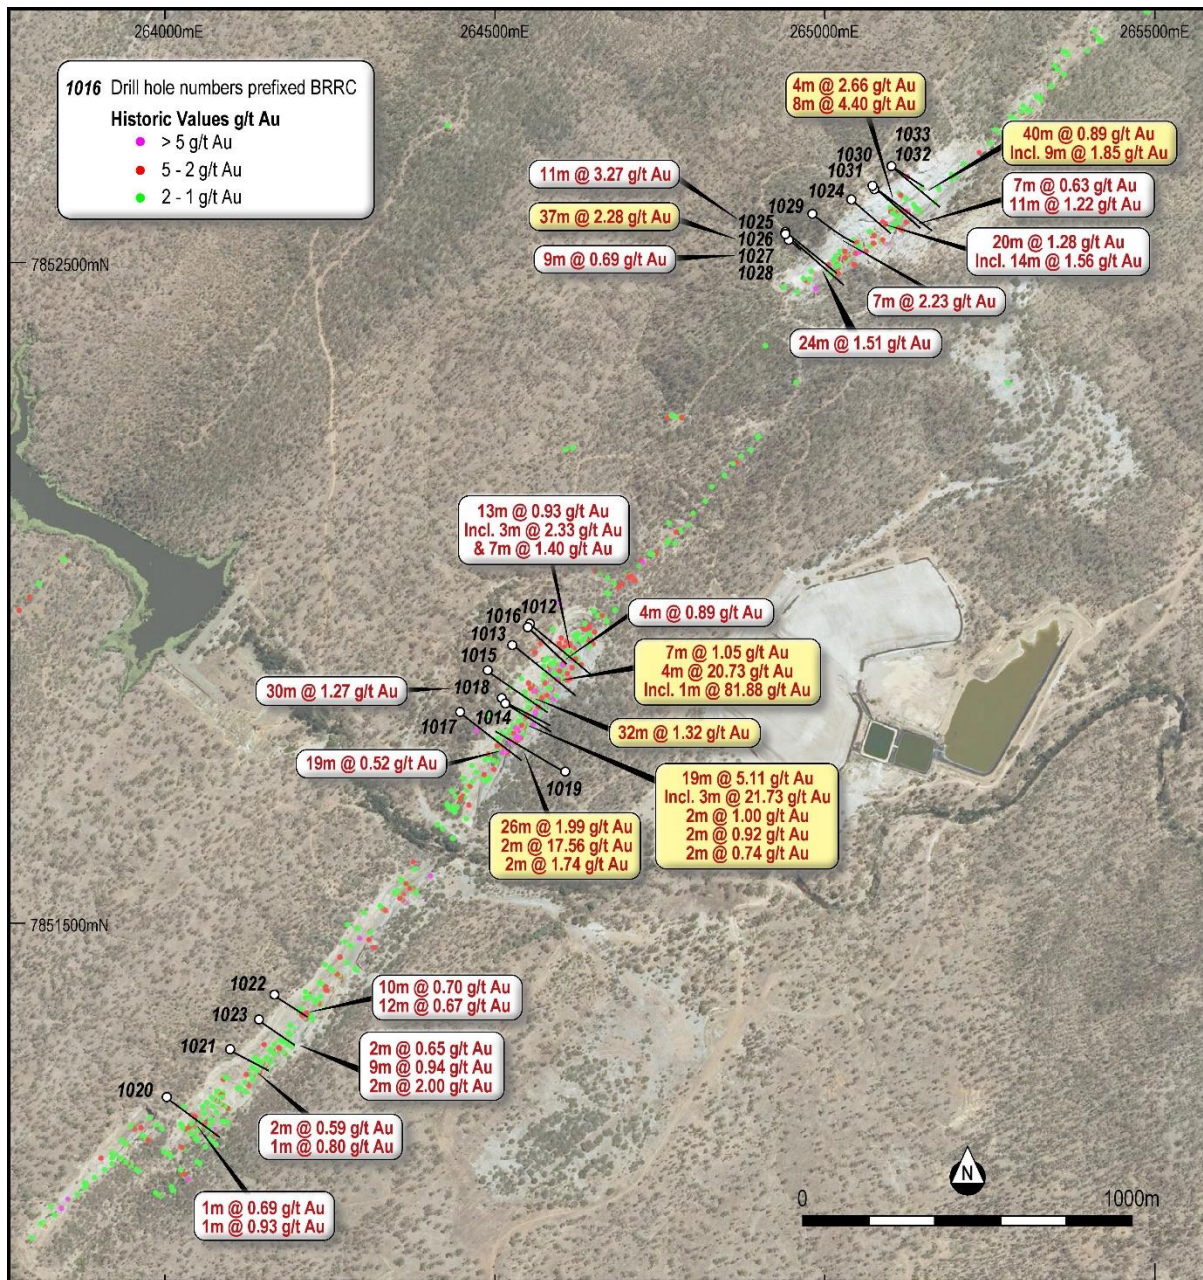 264000mE
264500mE
265000mE
265500mE
1016 Drill hole numbers prefixed BRRC
Historic Values g/t Au
> 5 g/t Au
5 - 2 g/t Au
2 - 1 g/t Au
4m @ 2.66 g/t Au
8m @ 4.40 g/t Au
1033
1032
40m @ 0.89 g/t Au
Incl. 9m @ 1.85 g/t Au
1030
1031
1024
11m @ 3.27 g/t Au
7m @ 0.63 g/t Au
11m @ 1.22 g/t Au
1029
37m @ 2.28 g/t Au
1025
1026
1027
1028
9m @ 0.69 g/t Au
20m @ 1.28 g/t Au
Incl. 14m @ 1.56 g/t Au
7852500mN
7m @ 2.23 g/t Au
24m @ 1.51 g/t Au
13m @ 0.93 g/t Au
Incl. 3m @ 2.33 g/t Au
& 7m @ 1.40 g/t Au
1012
1016
4m @ 0.89 g/t Au
1013
7m @ 1.05 g/t Au
4m @ 20.73 g/t Au
Incl. 1m @ 81.88 g/t Au
1015
30m @ 1.27 g/t Au
1018
1014
1017
32m @ 1.32 g/t Au
19m @ 0.52 g/t Au
1019
19m @ 5.11 g/t Au
Incl. 3m @ 21.73 g/t Au
2m @ 1.00 g/t Au
2m @ 0.92 g/t Au
2m @ 0.74 g/t Au
26m @ 1.99 g/t Au
2m @ 17.56 g/t Au
2m @ 1.74 g/t Au
7851500mN
1022
10m @ 0.70 g/t Au
12m @ 0.67 g/t Au
1023
1021
2m @ 0.65 g/t Au
9m @ 0.94 g/t Au
2m @ 2.00 g/t Au
1020
2m @ 0.59 g/t Au
1m @ 0.80 g/t Au
1m @ 0.69 g/t Au
1m @ 0.93 g/t Au
N
0
1000m